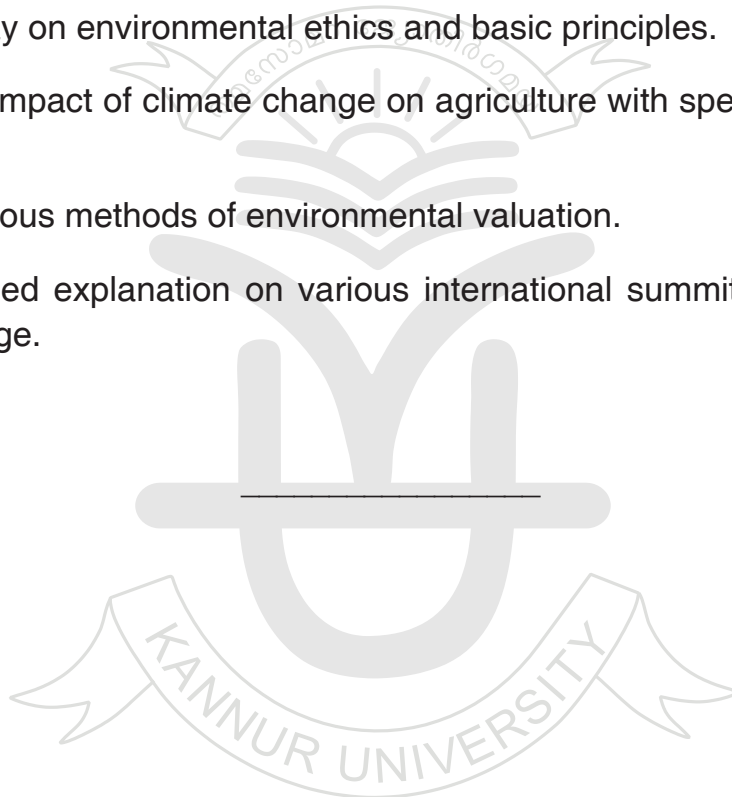 y on environmental ethics and basic principles.
mpact of climate change on agriculture with spe
ous methods of environmental valuation.
ed explanation on various international summit
ge.
KANNUR UNIVERSITY